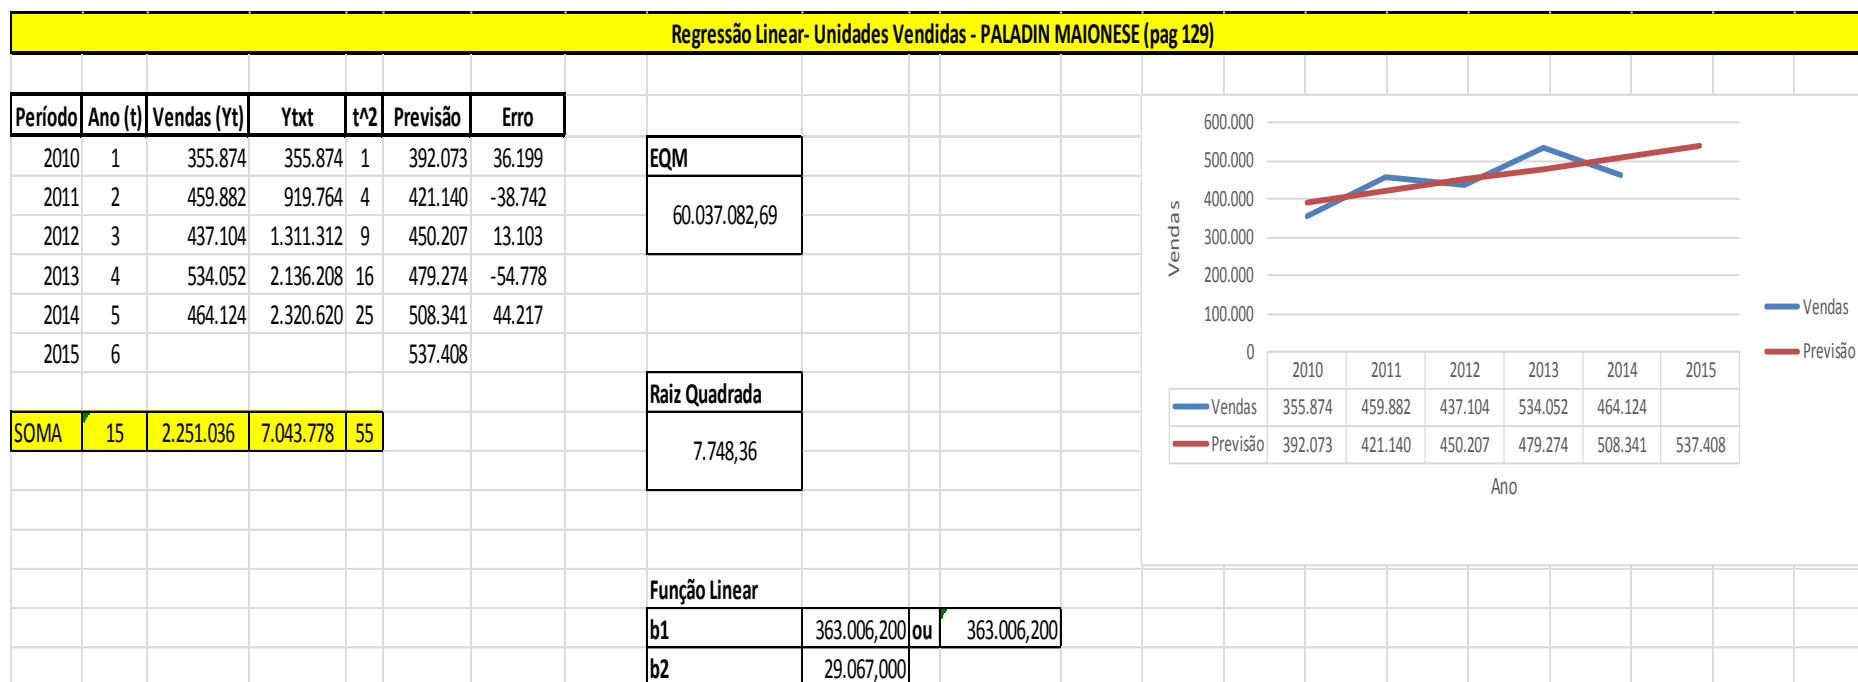 Regressão Linear- Unidades Vendidas - PALADIN MAIONESE (pag 129)
Período Ano (t) Vendas (Yt) Ytxt t^2 Previsão Erro
2010 1 355.874 355.874 1 392.073 36.199
2011 2 459.882 919.764 4 421.140 -38.742
2012 3 437.104 1.311.312 9 450.207 13.103
2013 4 534.052 2.136.208 16 479.274 -54.778
2014 5 464.124 2.320.620 25 508.341 44.217
2015 6 537.408
SOMA 15 2.251.036 7.043.778 55
EQM
60.037.082,69
Raiz Quadrada
7.748,36
Função Linear
b1 363.006,200 ou 363.006,200
b2 29.067,000
600.000
500.000
400.000
300.000
200.000
100.000
0
Vendas
2010 2011 2012 2013 2014 2015
Vendas 355.874 459.882 437.104 534.052 464.124
Previsão 392.073 421.140 450.207 479.274 508.341 537.408
Ano
Vendas
Previsão